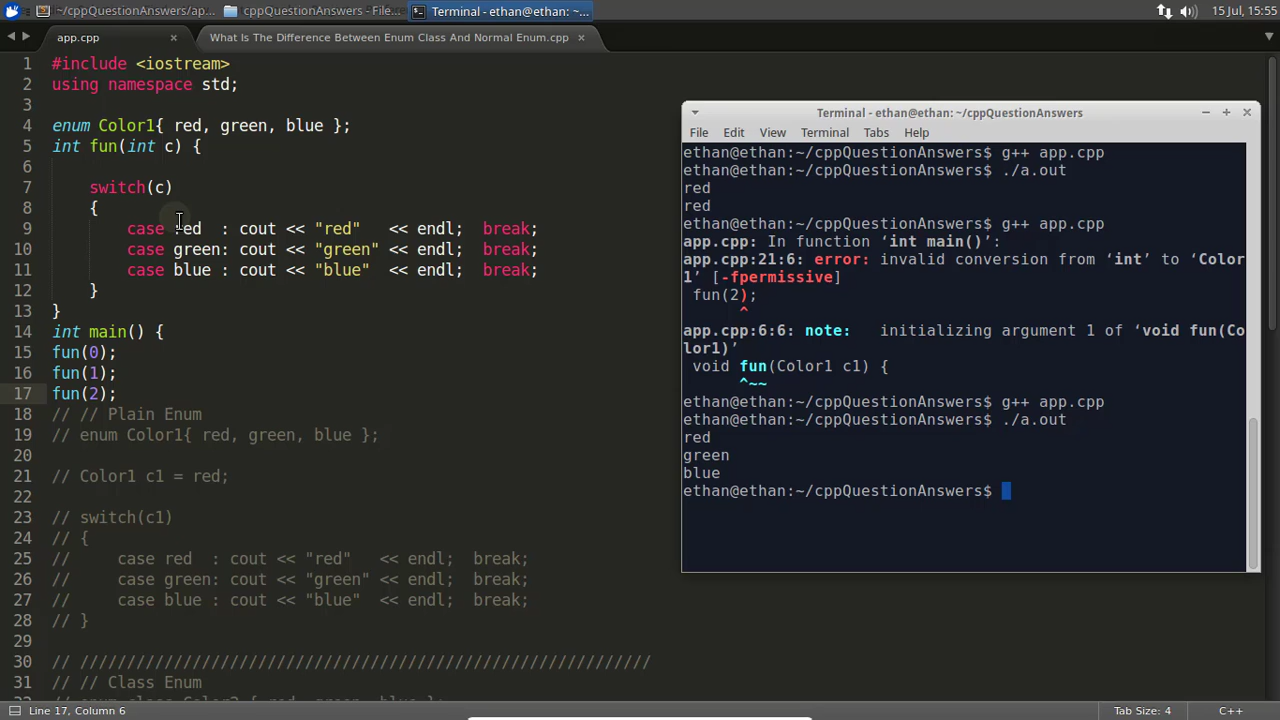 ~/cppQuestionAnswers/ap...
cppQuestionAnswers - File...
Terminal - ethan@ethan: ~...
15 Jul, 15:55
app.cpp ×
What Is The Difference Between Enum Class And Normal Enum.cpp ×
1 #include <iostream>
2 using namespace std;
3
4 enum Color1{ red, green, blue };
5 int fun(int c) {
6
7 switch(c)
8 {
9 case red : cout << "red" << endl; break;
10 case green: cout << "green" << endl; break;
11 case blue : cout << "blue" << endl; break;
12 }
13 }
14 int main() {
15 fun(0);
16 fun(1);
17 fun(2);
18 // // Plain Enum
19 // enum Color1{ red, green, blue };
20
21 // Color1 c1 = red;
22
23 // switch(c1)
24 // {
25 // case red : cout << "red" << endl; break;
26 // case green: cout << "green" << endl; break;
27 // case blue : cout << "blue" << endl; break;
28 // }
29
30 // /////////////////////////////////////////////////////////////
31 // // Class Enum
32 // enum class Color2 { red, green, blue };
Terminal - ethan@ethan: ~/cppQuestionAnswers
File Edit View Terminal Tabs Help
ethan@ethan:~/cppQuestionAnswers$ g++ app.cpp
ethan@ethan:~/cppQuestionAnswers$ ./a.out
red
red
ethan@ethan:~/cppQuestionAnswers$ g++ app.cpp
app.cpp: In function ‘int main()’:
app.cpp:21:6: error: invalid conversion from ‘int’ to ‘Color
1’ [-fpermissive]
fun(2);
^
app.cpp:6:6: note: initializing argument 1 of ‘void fun(Co
lor1)’
void fun(Color1 c1) {
^~~
ethan@ethan:~/cppQuestionAnswers$ g++ app.cpp
ethan@ethan:~/cppQuestionAnswers$ ./a.out
red
green
blue
ethan@ethan:~/cppQuestionAnswers$
Line 17, Column 6
Tab Size: 4
C++